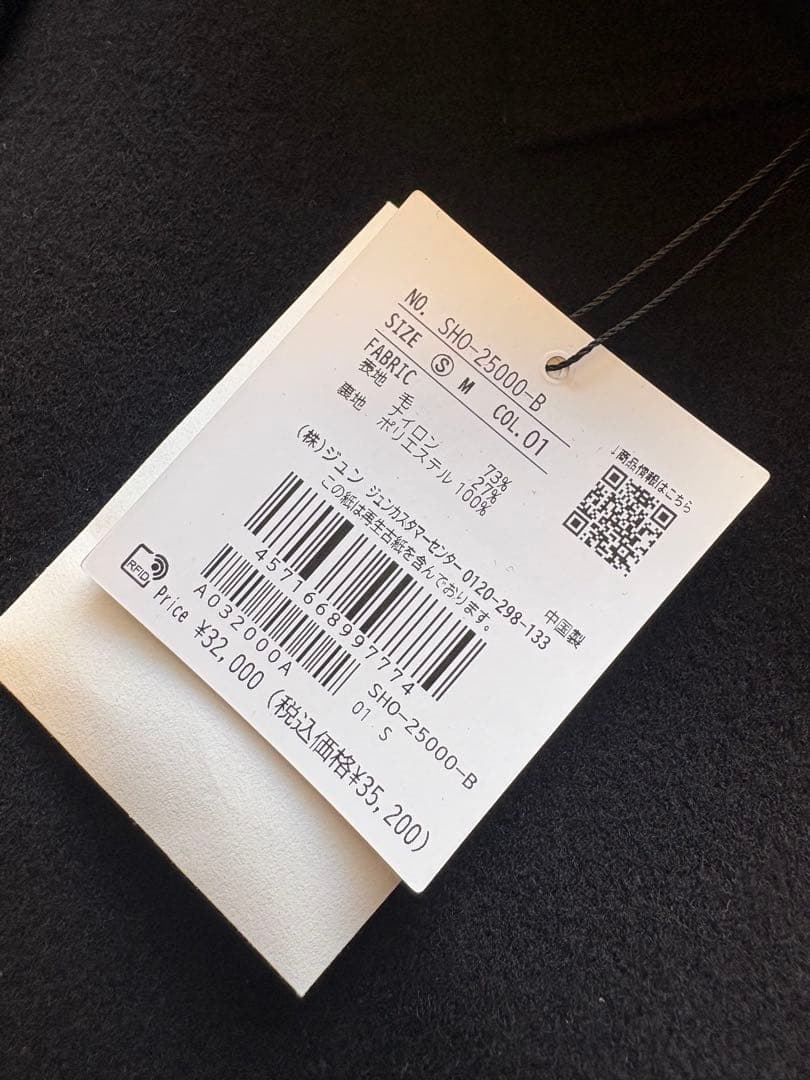 NO. SHO-25000-B
SIZE Ⓢ M COL.01
FABRIC
表地 毛 73%
ナイロン 27%
裏地 ポリエステル 100%
↓商品情報はこちら
(株)ジュン ジュンカスタマーセンター 0120-298-133
この紙は再生古紙を含んでおります。
中国製
4571668997774
A032000A
SHO-25000-B
01 S
RFID
Price ¥32,000 (税込価格¥35,200)